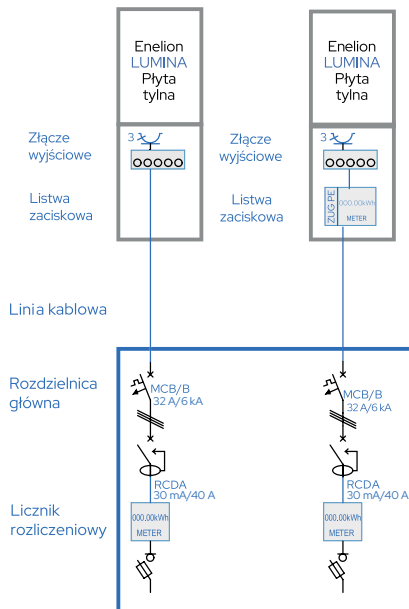 Enelion
LUMINA
Płyta
tylna
Enelion
LUMINA
Płyta
tylna
Złącze
wyjściowe
3
Złącze
wyjściowe
3
Listwa
zaciskowa
Listwa
zaciskowa
ZUG PE
000.00kWh
METER
Linia kablowa
Rozdzielnica
główna
MCB/B
32 A/6 kA
MCB/B
32 A/6 kA
RCDA
30 mA/40 A
RCDA
30 mA/40 A
Licznik
rozliczeniowy
000.00kWh
METER
000.00kWh
METER